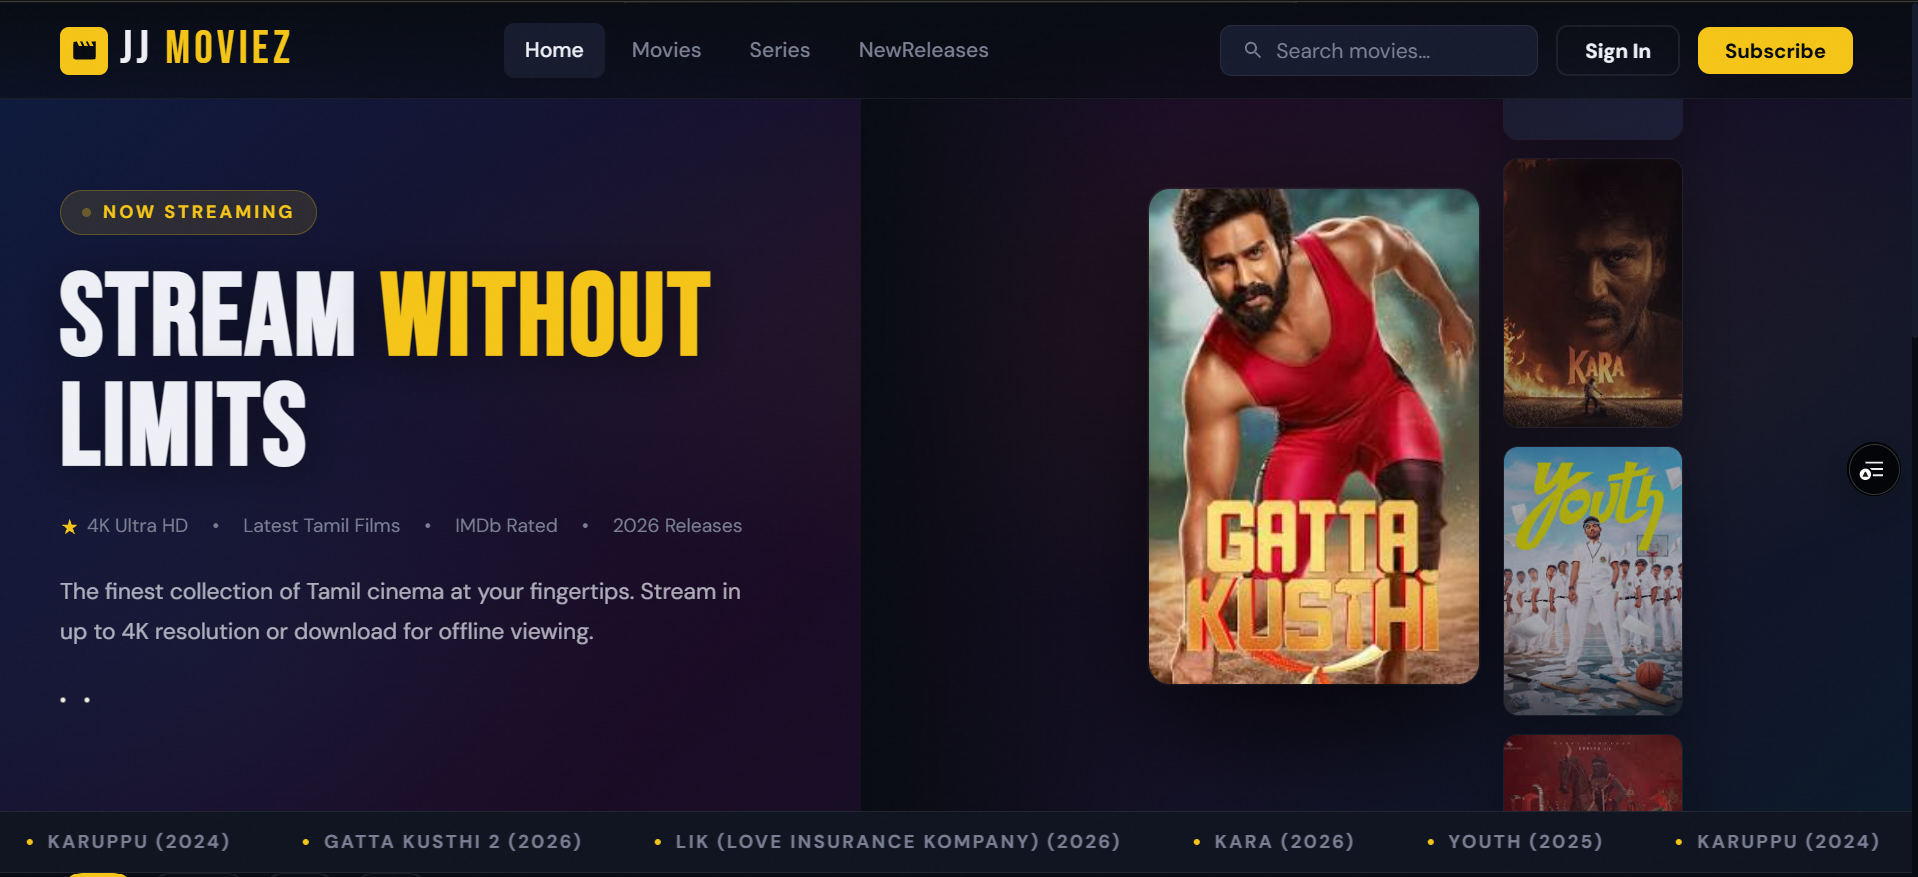 JJ MOVIEZ
Home
Movies
Series
NewReleases
Search movies...
Sign In
Subscribe
NOW STREAMING
STREAM WITHOUT
LIMITS
4K Ultra HD • Latest Tamil Films • IMDb Rated • 2026 Releases
The finest collection of Tamil cinema at your fingertips. Stream in
up to 4K resolution or download for offline viewing.
GATTA
KUSTHI
KARA
Youth
• KARUPPU (2024) • GATTA KUSTHI 2 (2026) • LIK (LOVE INSURANCE KOMPANY) (2026) • KARA (2026) • YOUTH (2025) • KARUPPU (2024)